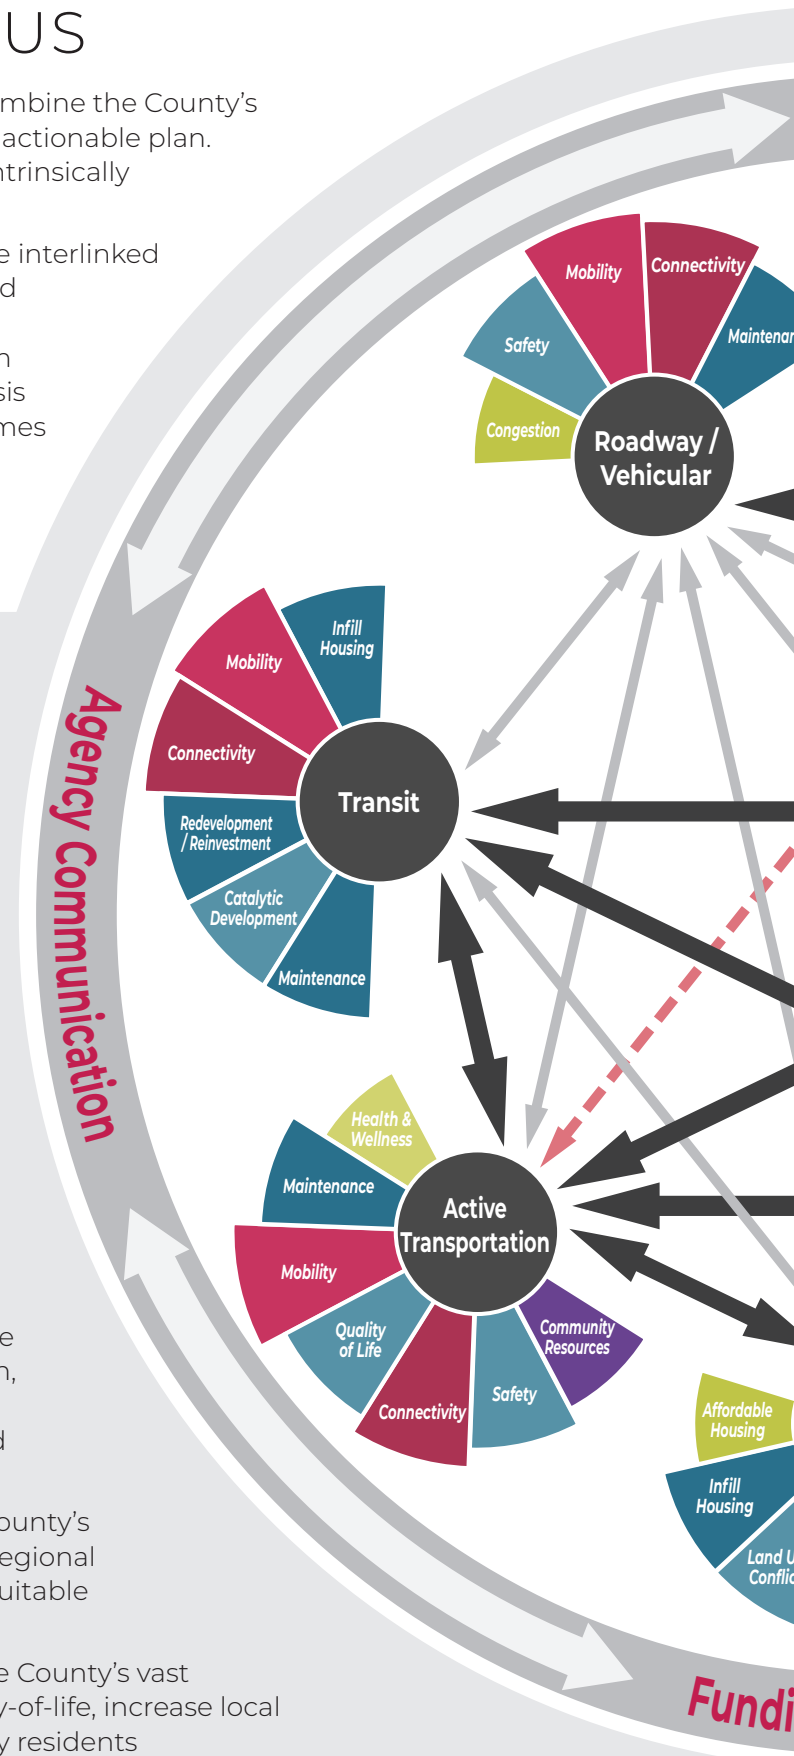 US
mbine the County's
actionable plan.
ntrinsically
e interlinked
d
n
sis
mes
Mobility
Connectivity
Safety
Congestion
Roadway /
Vehicular
Infill
Housing
Mobility
Connectivity
Transit
Redevelopment
/ Reinvestment
Catalytic
Development
Maintenance
Agency Communication
Health &
Wellness
Maintenance
Active
Transportation
Mobility
Quality
of Life
Connectivity
Safety
Community
Resources
Affordable
Housing
Infill
Housing
Land
e
n,
d
ounty's
egional
uitable
e County's vast
y-of-life, increase local
y residents